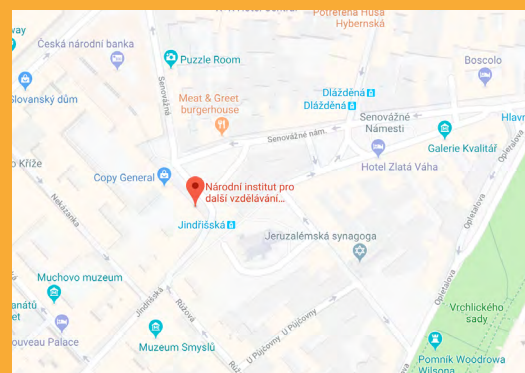 Potrefená Husa
Hybernská
Česká národní banka
Puzzle Room
Boscolo
Slovanský dům
Senovážná
Meat & Greet
burgerhouse
Dlážděná
Dlážděná
Senovážné
Náměstí
Senovážné nám.
Galerie Kvalitář
Hotel Zlatá Váha
Opletalova
Kříže
Copy General
Národní institut pro
další vzdělávání...
Nekázanka
Jindřišská
Jeruzalémská synagoga
Opletalova
Muchovo muzeum
Jindřišská
Růžová
Vrchlického
sady
U Půjčovny
U Půjčovny
Muzeum Smyslů
Pomník Woodrowa
Wilsona